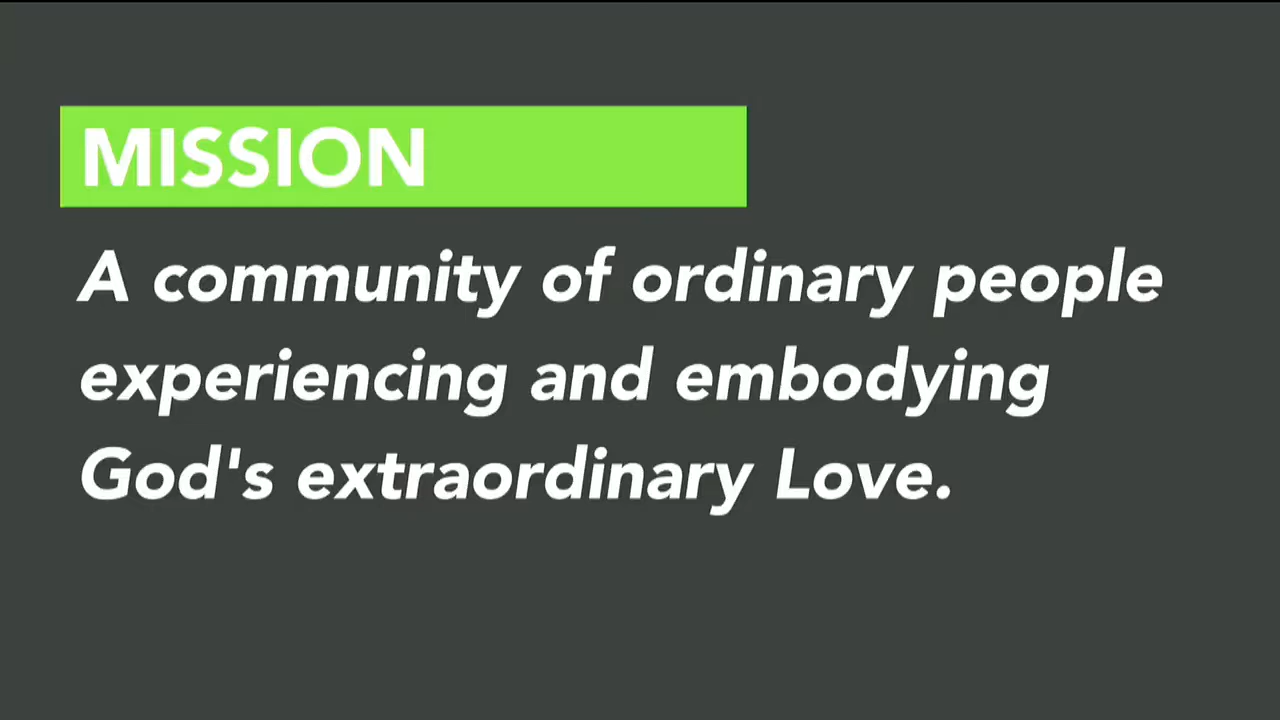 MISSION
A community of ordinary people
experiencing and embodying
God's extraordinary Love.